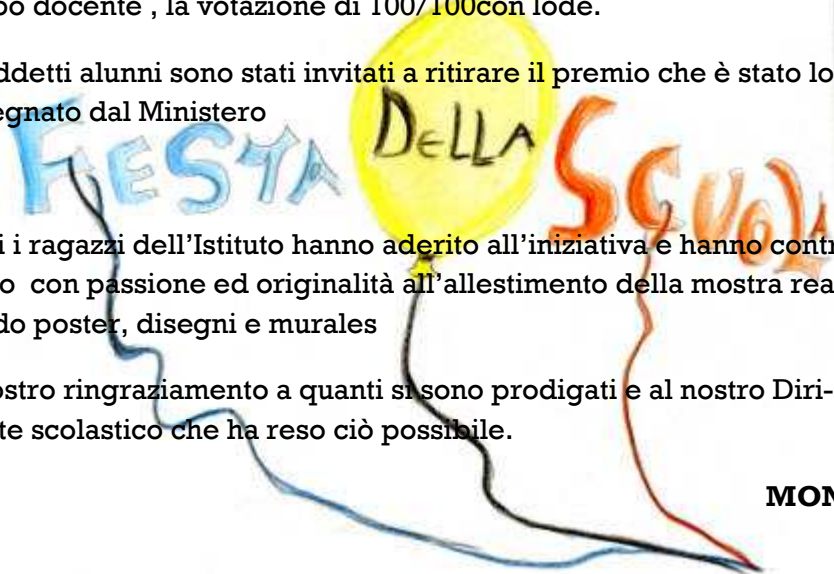 po docente , la votazione di 100/100con lode.
ddetti alunni sono stati invitati a ritirare il premio che è stato lo
egnato dal Ministero
FESTA DELLA SCUOLA
i i ragazzi dell'Istituto hanno aderito all'iniziativa e hanno contr
o con passione ed originalità all'allestimento della mostra rea
do poster, disegni e murales
ostro ringraziamento a quanti si sono prodigati e al nostro Diri-
te scolastico che ha reso ciò possibile.
MON